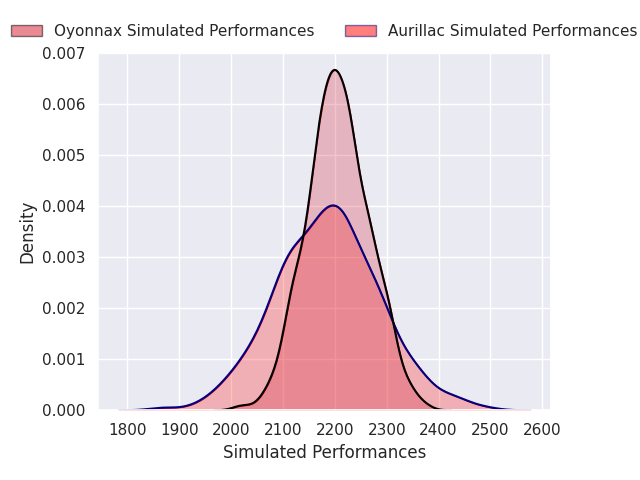 Oyonnax Simulated Performances Aurillac Simulated Performances
0.007
0.006
0.005
0.004
0.003
0.002
0.001
0.000
Density
1800 1900 2000 2100 2200 2300 2400 2500 2600
Simulated Performances